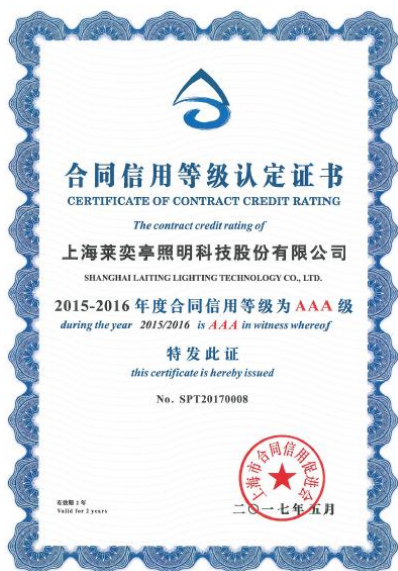 合同信用等级认定证书
CERTIFICATE OF CONTRACT CREDIT RATING
The contract credit rating of
上海莱奕亭照明科技股份有限公司
SHANGHAI LAITING LIGHTING TECHNOLOGY CO., LTD.
2015-2016 年度合同信用等级为 AAA 级
during the year 2015/2016 is AAA in witness whereof
特发此证
this certificate is hereby issued
No. SPT20170008
上海市合同信用促进会
有效期 2 年
Valid for 2 years
二〇一七年五月